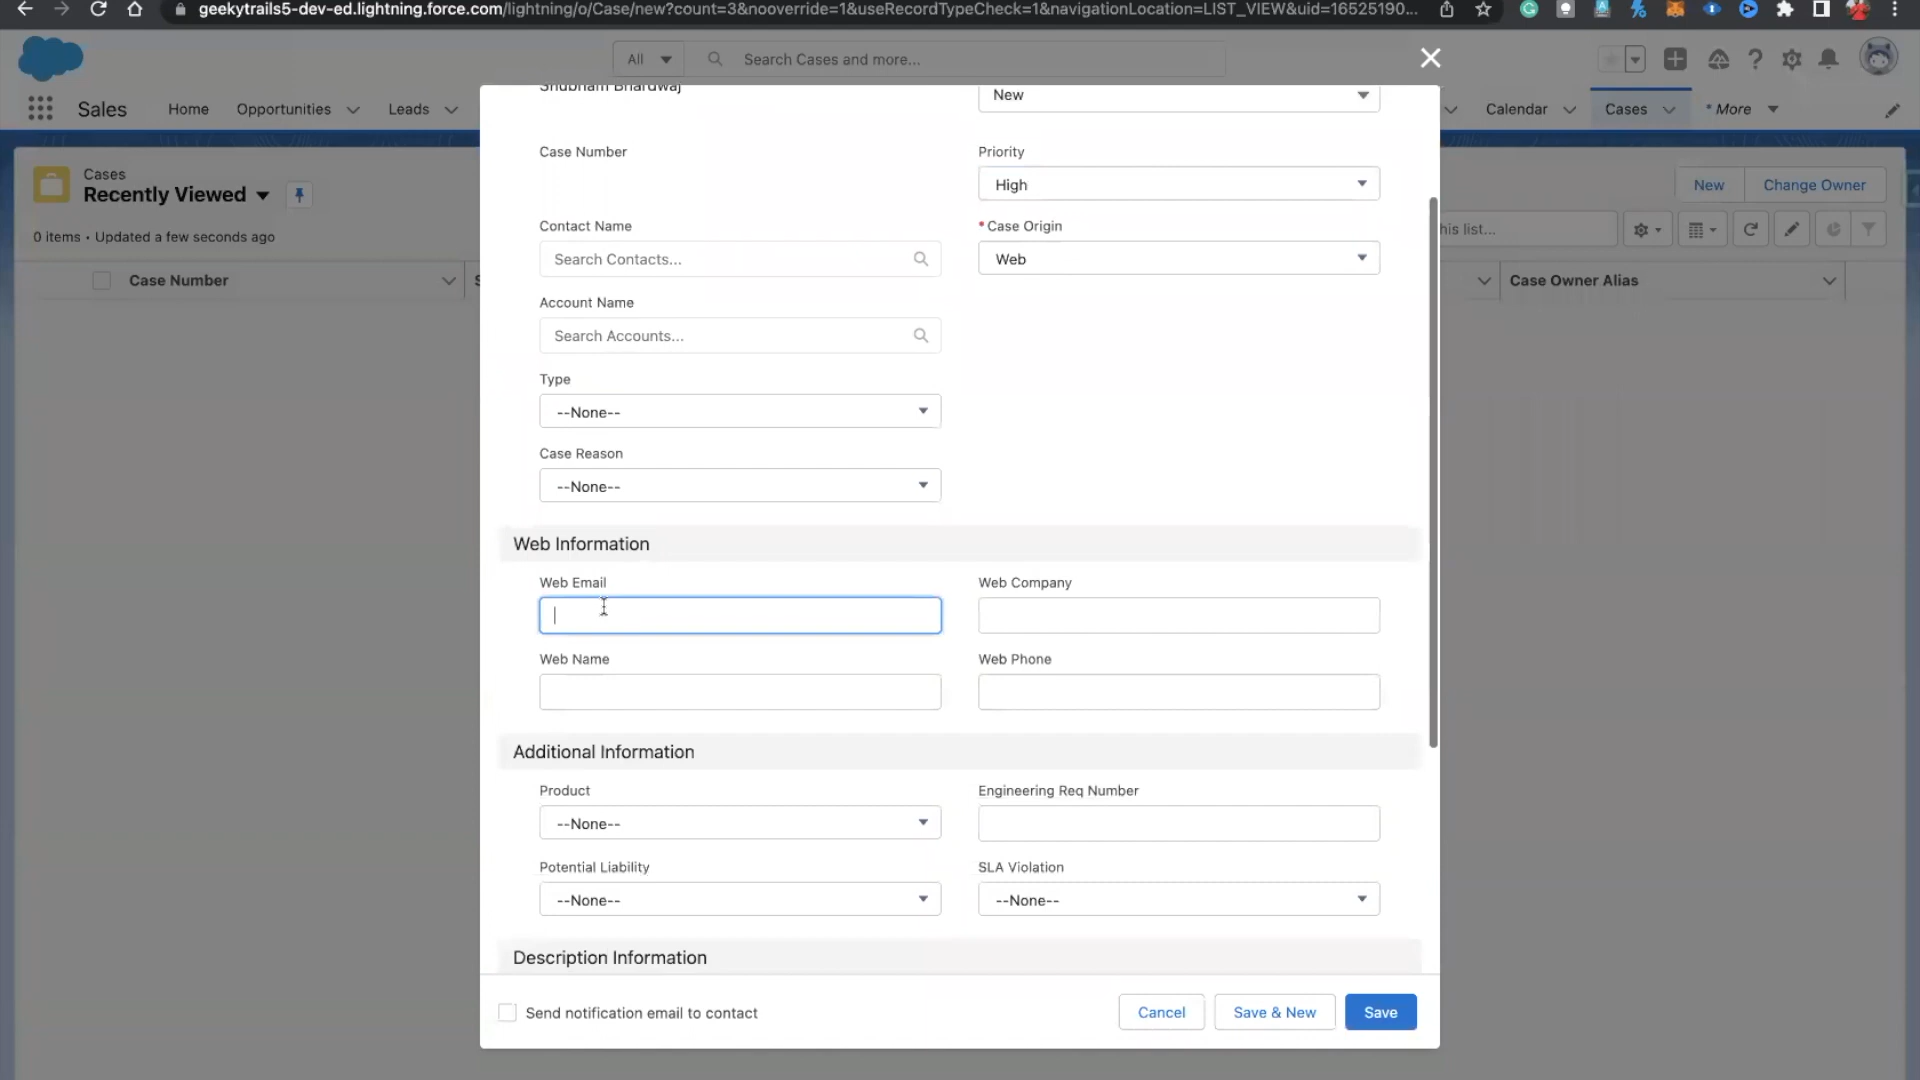 geekytrails5-dev-ed.lightning.force.com/lightning/o/Case/new?count=3&nooverride=1&useRecordTypeCheck=1&navigationLocation=LIST_VIEW&uid=16525190...
All
Search Cases and more...
Sales
Home
Opportunities
Leads
Calendar
Cases
* More
Cases
Recently Viewed
0 items • Updated a few seconds ago
New
Change Owner
his list...
Case Number
S
Case Owner Alias
Shubham Bhardwaj
New
Case Number
Priority
High
Contact Name
Search Contacts...
*Case Origin
Web
Account Name
Search Accounts...
Type
--None--
Case Reason
--None--
Web Information
Web Email
Web Company
Web Name
Web Phone
Additional Information
Product
--None--
Engineering Req Number
Potential Liability
--None--
SLA Violation
--None--
Description Information
Send notification email to contact
Cancel
Save & New
Save